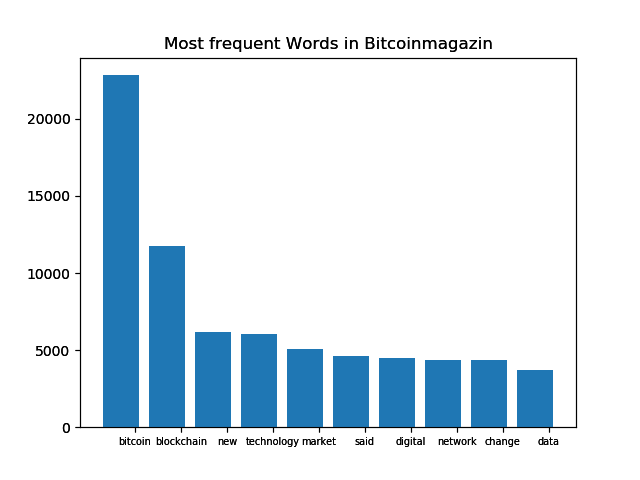 Most frequent Words in Bitcoinmagazin
20000
15000
10000
5000
0
bitcoin blockchain new technology market said digital network change data